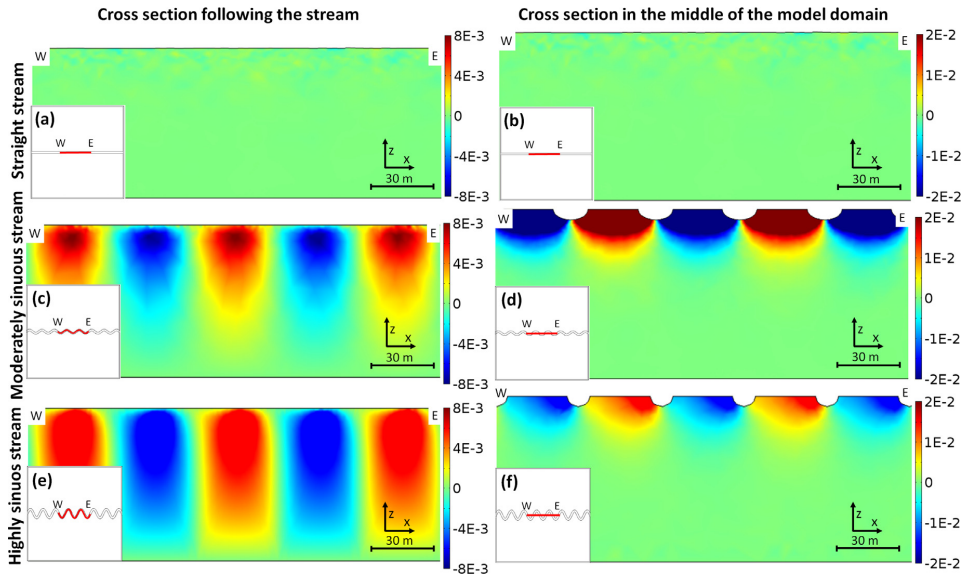 Cross section following the stream
Cross section in the middle of the model domain
Straight stream
W
E
8E-3
4E-3
0
-4E-3
-8E-3
(a)
W E
z
x
30 m
W
E
2E-2
1E-2
0
-1E-2
-2E-2
(b)
W E
z
x
30 m
Moderately sinuous stream
W
E
8E-3
4E-3
0
-4E-3
-8E-3
(c)
W E
z
x
30 m
W
E
2E-2
1E-2
0
-1E-2
-2E-2
(d)
W E
z
x
30 m
Highly sinuos stream
W
E
8E-3
4E-3
0
-4E-3
-8E-3
(e)
W E
z
x
30 m
W
E
2E-2
1E-2
0
-1E-2
-2E-2
(f)
W E
z
x
30 m